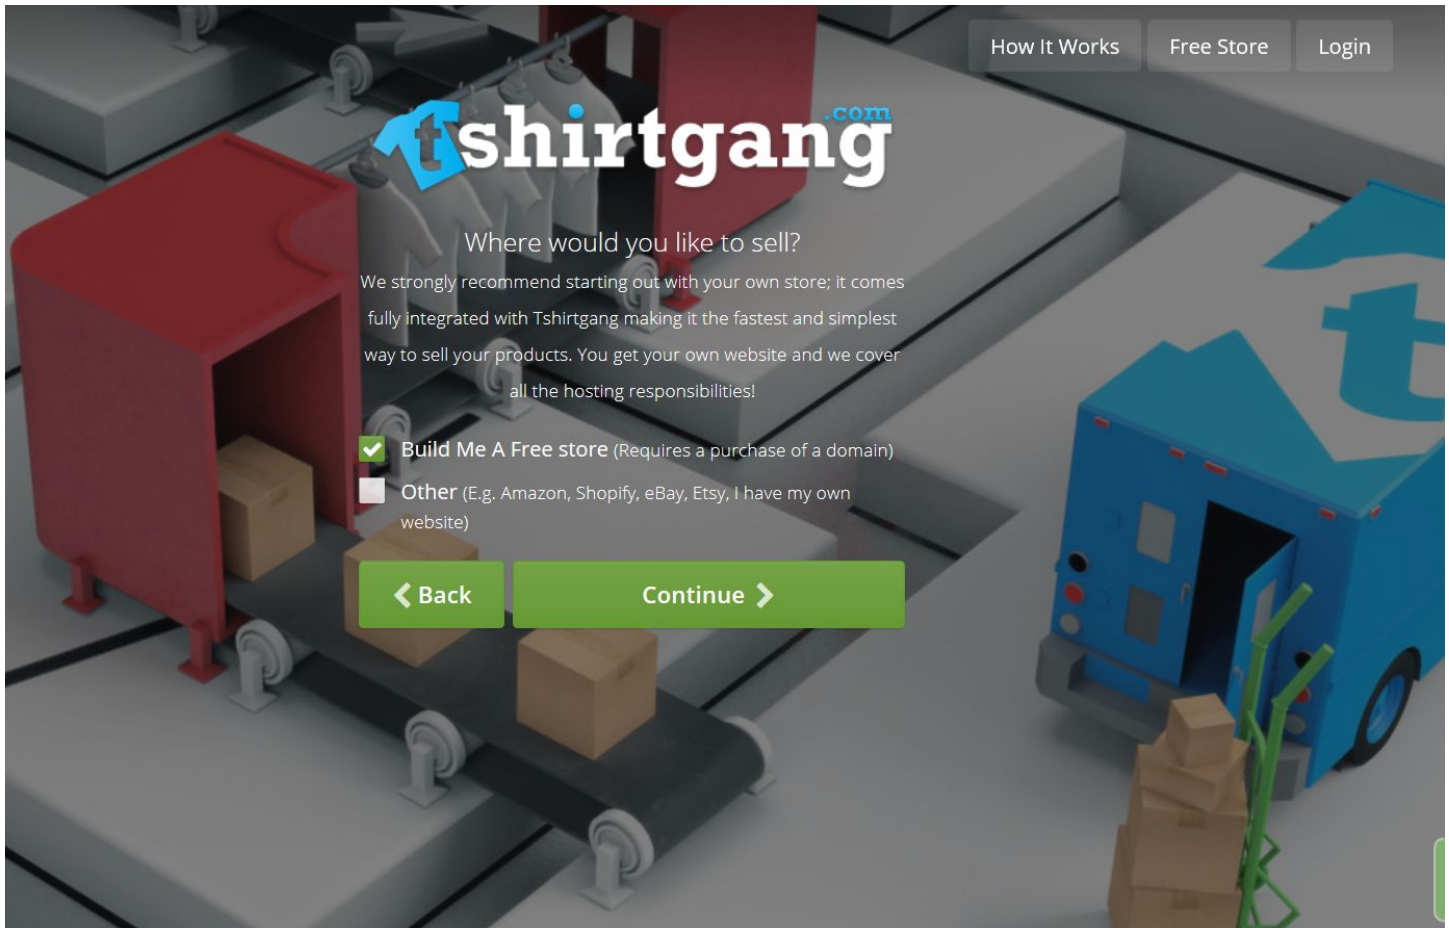 How It Works
Free Store
Login
tshirtgang
.com
Where would you like to sell?
We strongly recommend starting out with your own store; it comes
fully integrated with Tshirtgang making it the fastest and simplest
way to sell your products. You get your own website and we cover
all the hosting responsibilities!
Build Me A Free store (Requires a purchase of a domain)
Other (E.g. Amazon, Shopify, eBay, Etsy, I have my own
website)
Back
Continue
t